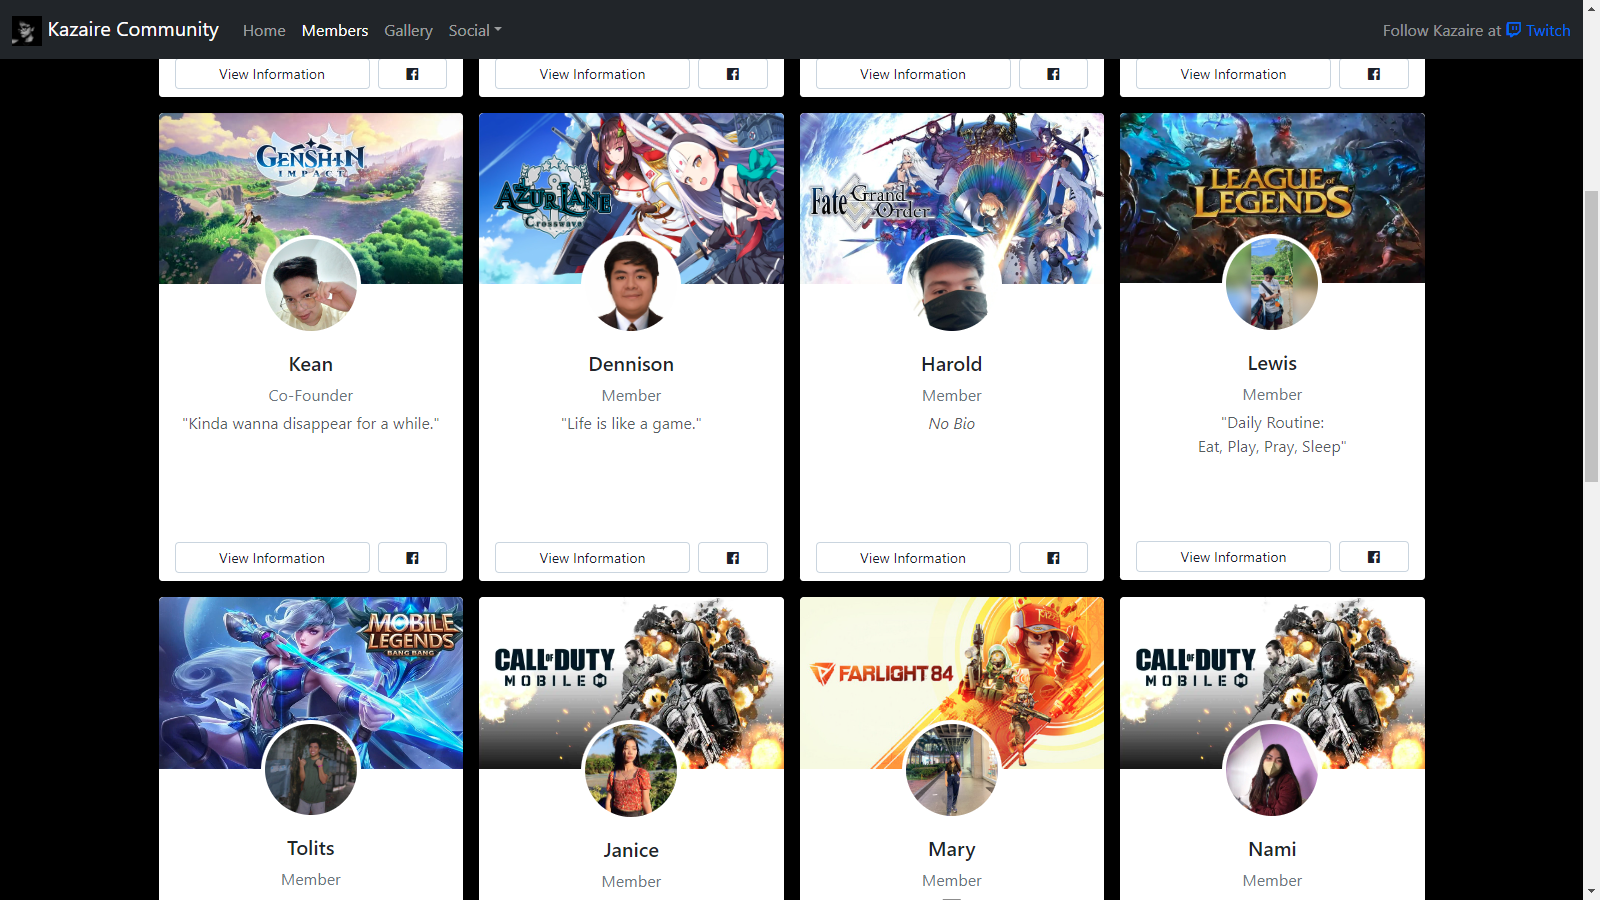 Kazaire Community
Home
Members
Gallery
Social
Follow Kazaire at Twitch
View Information
View Information
View Information
View Information
GENSHIN
IMPACT
Kean
Co-Founder
"Kinda wanna disappear for a while."
View Information
AZUR LANE
Crosswave
Dennison
Member
"Life is like a game."
View Information
Fate Grand
Order
Harold
Member
No Bio
View Information
LEAGUE OF
LEGENDS
Lewis
Member
"Daily Routine:
Eat, Play, Pray, Sleep"
View Information
MOBILE
LEGENDS
BANG BANG
Tolits
Member
CALL OF DUTY
MOBILE
Janice
Member
FARLIGHT 84
Mary
Member
CALL OF DUTY
MOBILE
Nami
Member